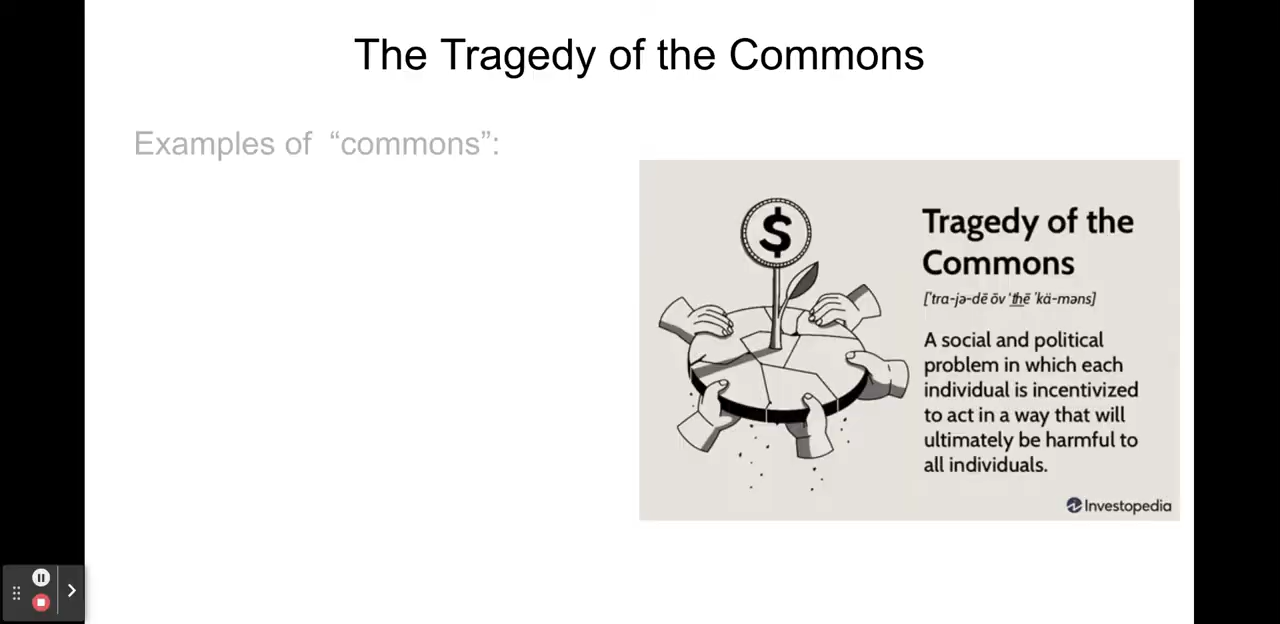 The Tragedy of the Commons
Examples of “commons”:
$
Tragedy of the
Commons
['tra-jə-dē ŏv 'thē 'kä-məns]
A social and political
problem in which each
individual is incentivized
to act in a way that will
ultimately be harmful to
all individuals.
Investopedia